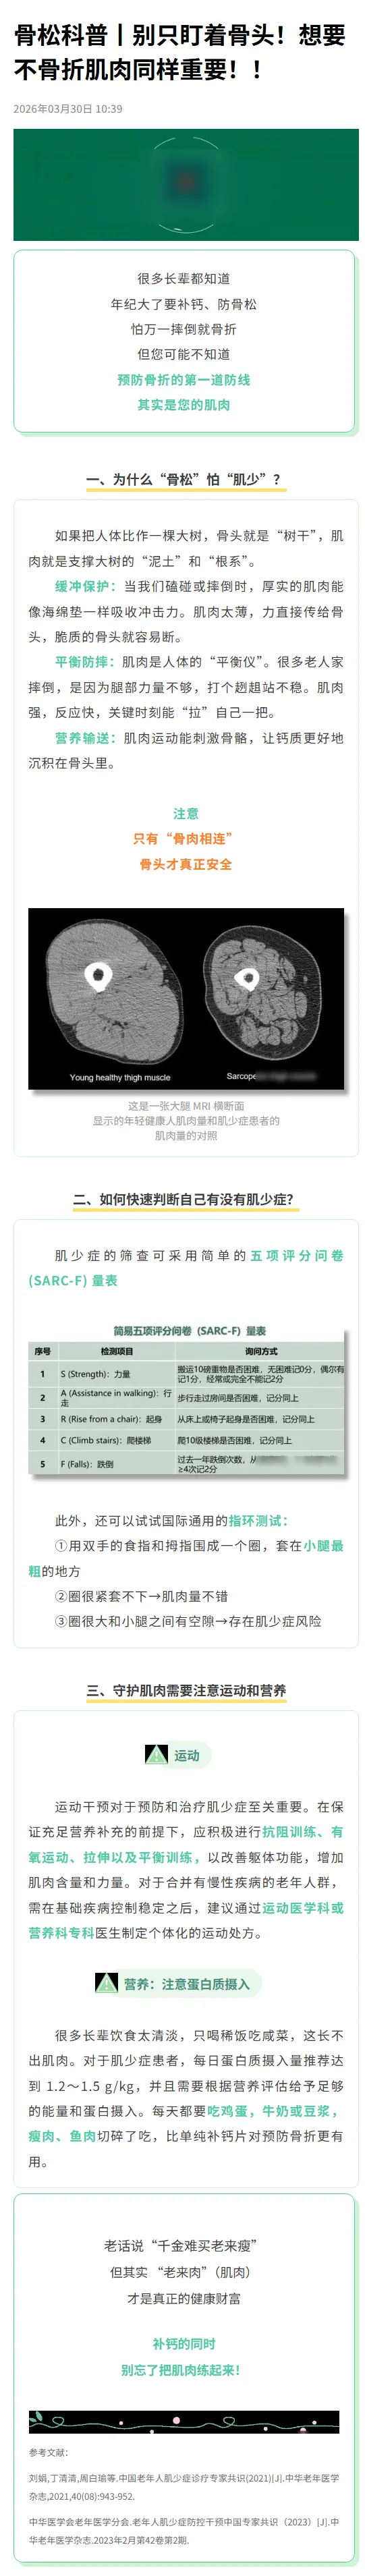 骨松科普丨别只盯着骨头！想要
不骨折肌肉同样重要！！
2026年03月30日 10:39
很多长辈都知道
年纪大了要补钙、防骨松
怕万一摔倒就骨折
但您可能不知道
预防骨折的第一道防线
其实是您的肌肉
一、为什么“骨松”怕“肌少”？
如果把人体比作一棵大树，骨头就是“树干”，肌
肉就是支撑大树的“泥土”和“根系”。
缓冲保护：当我们磕碰或摔倒时，厚实的肌肉能
像海绵垫一样吸收冲击力。肌肉太薄，力直接传给骨
头，脆质的骨头就容易断。
平衡防摔：肌肉是人体的“平衡仪”。很多老人家
摔倒，是因为腿部力量不够，打个趔趄站不稳。肌肉
强，反应快，关键时刻能“拉”自己一把。
营养输送：肌肉运动能刺激骨骼，让钙质更好地
沉积在骨头里。
注意
只有“骨肉相连”
骨头才真正安全
Young healthy thigh muscle
Sarcope
这是一张大腿 MRI 横断面
显示的年轻健康人肌肉量和肌少症患者的
肌肉量的对照
二、如何快速判断自己有没有肌少症？
肌少症的筛查可采用简单的五项评分问卷
(SARC-F) 量表
简易五项评分问卷（SARC-F）量表
序号 检测项目 询问方式
1 S (Strength)：力量 搬运10磅重物是否困难，无困难记0分，偶尔有
记1分，经常或完全不能记2分
2 A (Assistance in walking)：行
走 步行走过房间是否困难，记分同上
3 R (Rise from a chair)：起身 从床上或椅子起身是否困难，记分同上
4 C (Climb stairs)：爬楼梯 爬10级楼梯是否困难，记分同上
5 F (Falls)：跌倒 过去一年跌倒次数，从
≥4次记2分
此外，还可以试试国际通用的指环测试：
①用双手的食指和拇指围成一个圈，套在小腿最
粗的地方
②圈很紧套不下→肌肉量不错
③圈很大和小腿之间有空隙→存在肌少症风险
三、守护肌肉需要注意运动和营养
运动
运动干预对于预防和治疗肌少症至关重要。在保
证充足营养补充的前提下，应积极进行抗阻训练、有
氧运动、拉伸以及平衡训练，以改善躯体功能，增加
肌肉含量和力量。对于合并有慢性疾病的老年人群，
需在基础疾病控制稳定之后，建议通过运动医学科或
营养科专科医生制定个体化的运动处方。
营养：注意蛋白质摄入
很多长辈饮食太清淡，只喝稀饭吃咸菜，这长不
出肌肉。对于肌少症患者，每日蛋白质摄入量推荐达
到 1.2～1.5 g/kg，并且需要根据营养评估给予足够
的能量和蛋白摄入。每天都要吃鸡蛋，牛奶或豆浆，
瘦肉、鱼肉切碎了吃，比单纯补钙片对预防骨折更有
用。
老话说“千金难买老来瘦”
但其实 “老来肉”（肌肉）
才是真正的健康财富
补钙的同时
别忘了把肌肉练起来！
参考文献：
刘娟,丁清清,周白瑜等.中国老年人肌少症诊疗专家共识(2021)[J].中华老年医学
杂志,2021,40(08):943-952.
中华医学会老年医学分会.老年人肌少症防控干预中国专家共识（2023）[J].中
华老年医学杂志.2023年2月第42卷第2期.